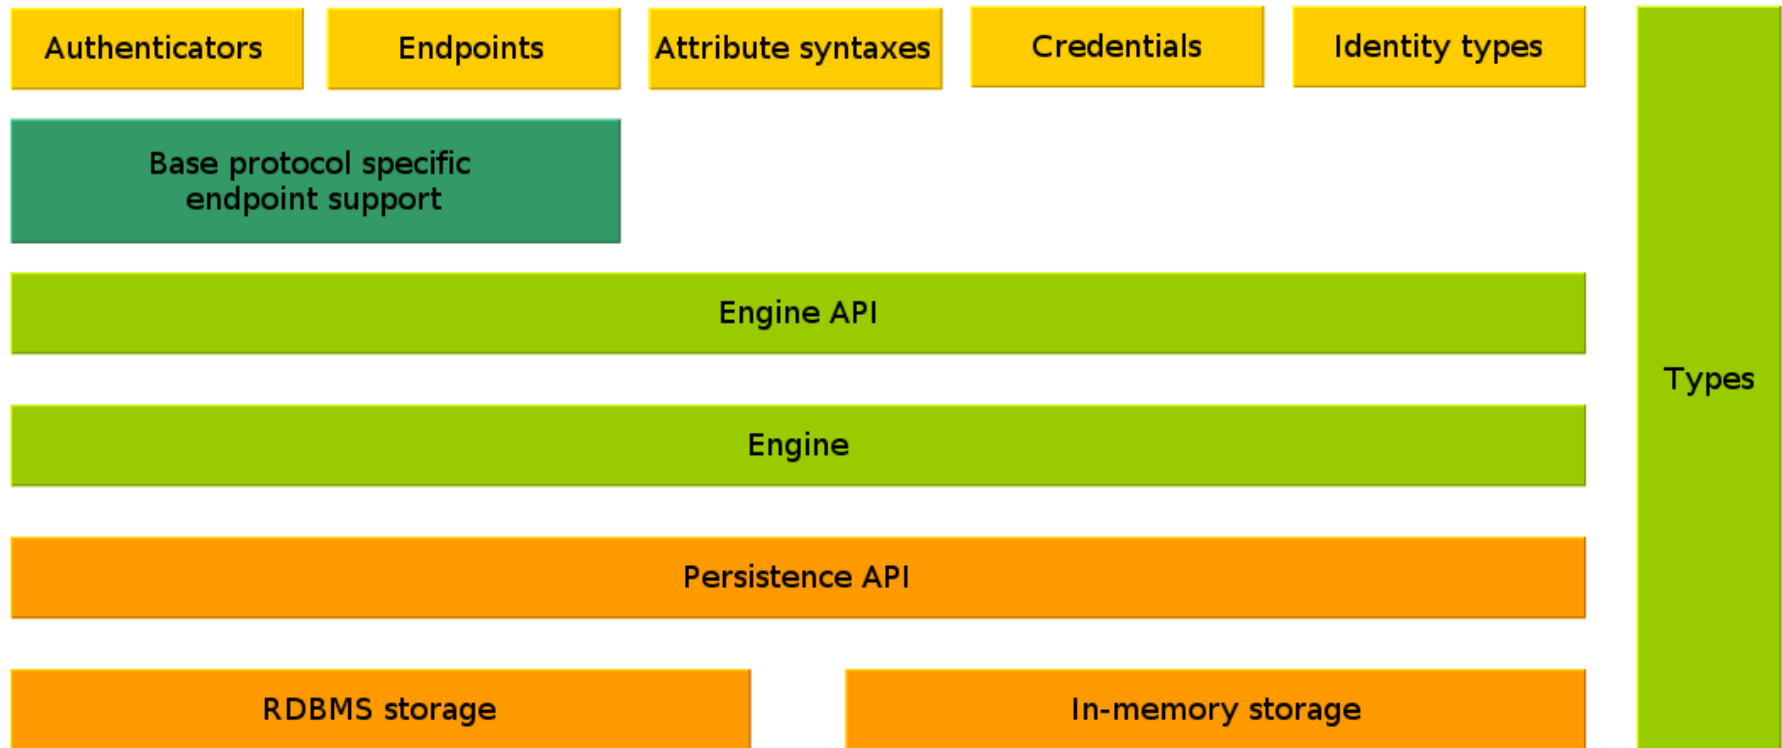 Authenticators
Endpoints
Attribute syntaxes
Credentials
Identity types
Base protocol specific
endpoint support
Engine API
Engine
Types
Persistence API
RDBMS storage
In-memory storage